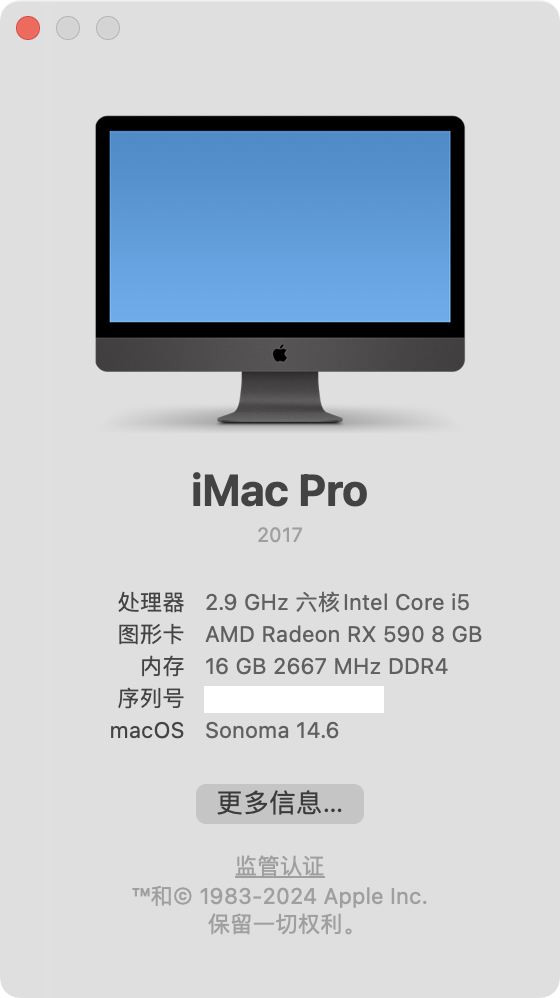 iMac Pro
2017
处理器 2.9 GHz 六核Intel Core i5
图形卡 AMD Radeon RX 590 8 GB
内存 16 GB 2667 MHz DDR4
序列号
macOS Sonoma 14.6
更多信息...
监管认证
™和© 1983-2024 Apple Inc.
保留一切权利。